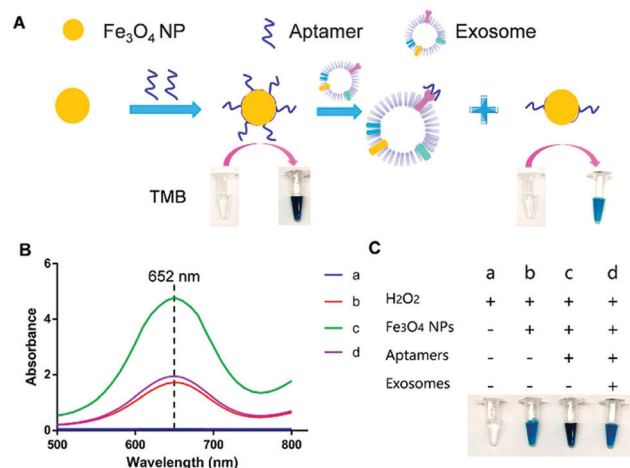 A
Fe3O4 NP
Aptamer
Exosome
TMB
B
652 nm
6
4
2
0
500
600
700
800
Absorbance
Wavelength (nm)
a
b
c
d
C
a b c d
H2O2 + + + +
Fe3O4 NPs - + + +
Aptamers - - + +
Exosomes - - - +